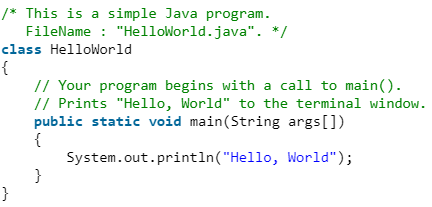 /* This is a simple Java program.
   FileName : "HelloWorld.java". */
class HelloWorld
{
    // Your program begins with a call to main().
    // Prints "Hello, World" to the terminal window.
    public static void main(String args[])
    {
        System.out.println("Hello, World");
    }
}